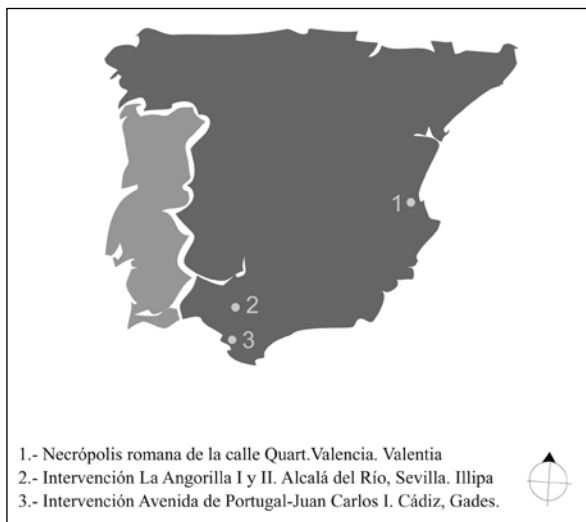 1
2
3
1.- Necrópolis romana de la calle Quart.Valencia. Valentia
2.- Intervención La Angorilla I y II. Alcalá del Río, Sevilla. Illipa
3.- Intervención Avenida de Portugal-Juan Carlos I. Cádiz, Gades.